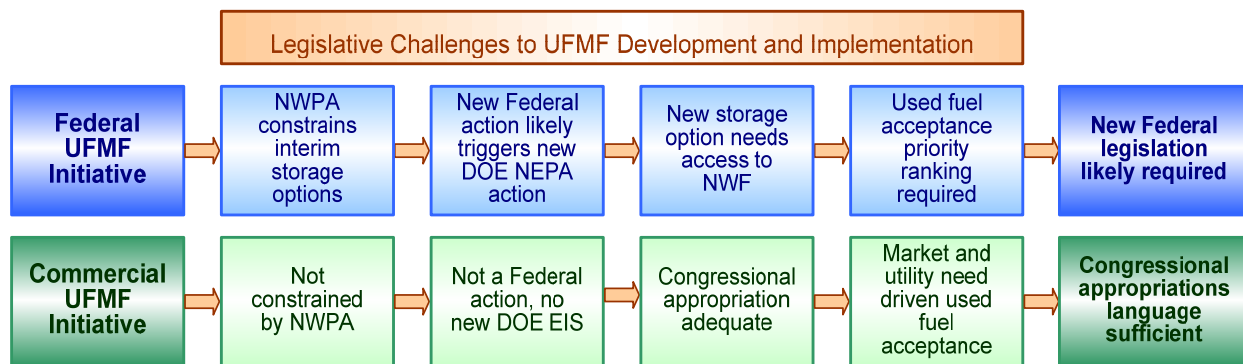 Legislative Challenges to UFMF Development and Implementation
Federal
UFMF
Initiative
NWPA
constrains
interim
storage
options
New Federal
action likely
triggers new
DOE NEPA
action
New storage
option needs
access to
NWF
Used fuel
acceptance
priority
ranking
required
New Federal
legislation
likely required
Commercial
UFMF
Initiative
Not
constrained
by NWPA
Not a Federal
action, no
new DOE EIS
Congressional
appropriation
adequate
Market and
utility need
driven used
fuel
acceptance
Congressional
appropriations
language
sufficient